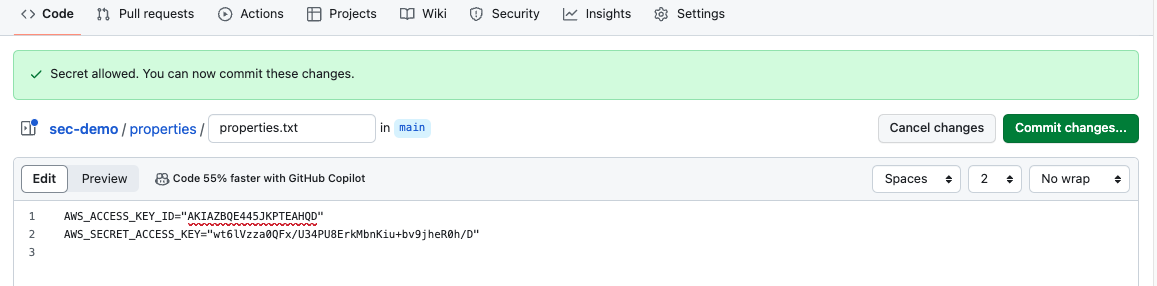 Code Pull requests Actions Projects Wiki Security Insights Settings
Secret allowed. You can now commit these changes.
sec-demo / properties / properties.txt in main Cancel changes Commit changes...
Edit Preview Code 55% faster with GitHub Copilot Spaces 2 No wrap
1 AWS_ACCESS_KEY_ID="AKIAZBQE445JKPTEAHQD"
2 AWS_SECRET_ACCESS_KEY="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"
3